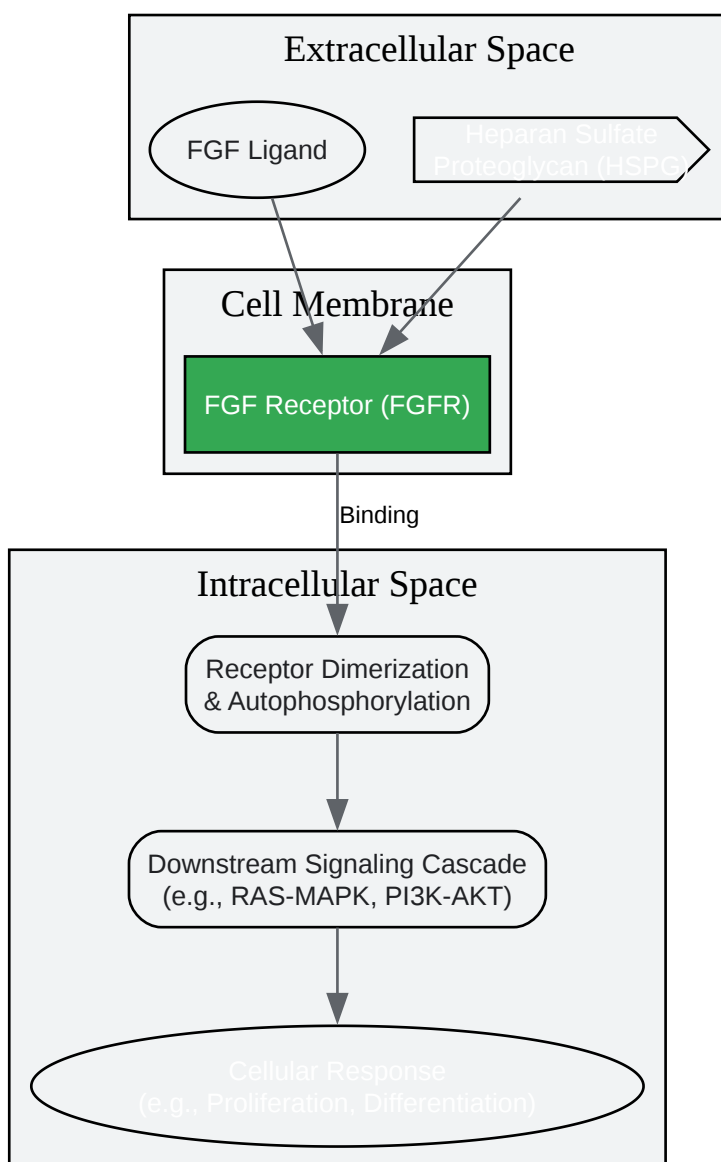 Extracellular Space
FGF Ligand
Heparan Sulfate
Proteoglycan (HSPG)
Cell Membrane
FGF Receptor (FGFR)
Binding
Intracellular Space
Receptor Dimerization
& Autophosphorylation
Downstream Signaling Cascade
(e.g., RAS-MAPK, PI3K-AKT)
Cellular Response
(e.g., Proliferation, Differentiation)